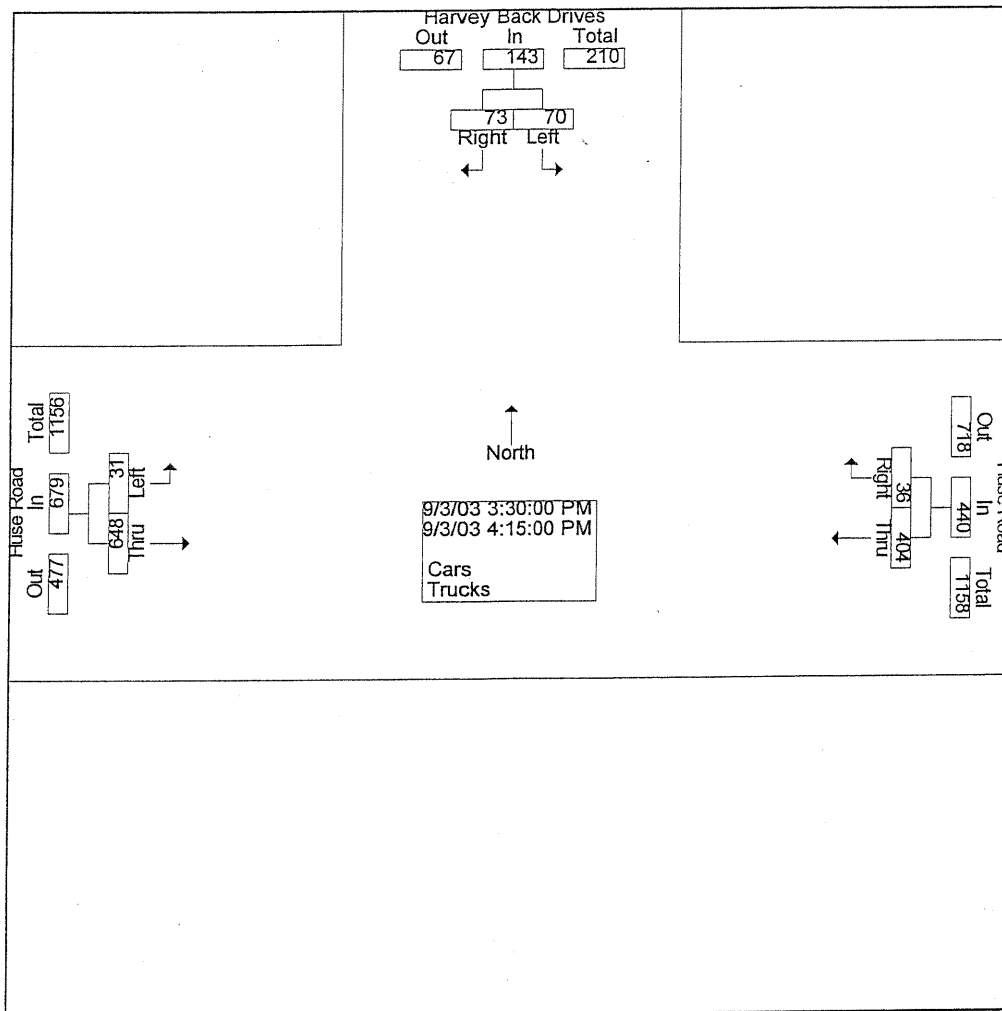 Harvey Back Drives
Out In Total
67 143 210
73 70
Right Left
Huse Road
Total In Out
1156 679 477
31 648
Left Thru
North
9/3/03 3:30:00 PM
9/3/03 4:15:00 PM
Cars
Trucks
Right Thru
36 404
718 440 1158
Out In Total
Road